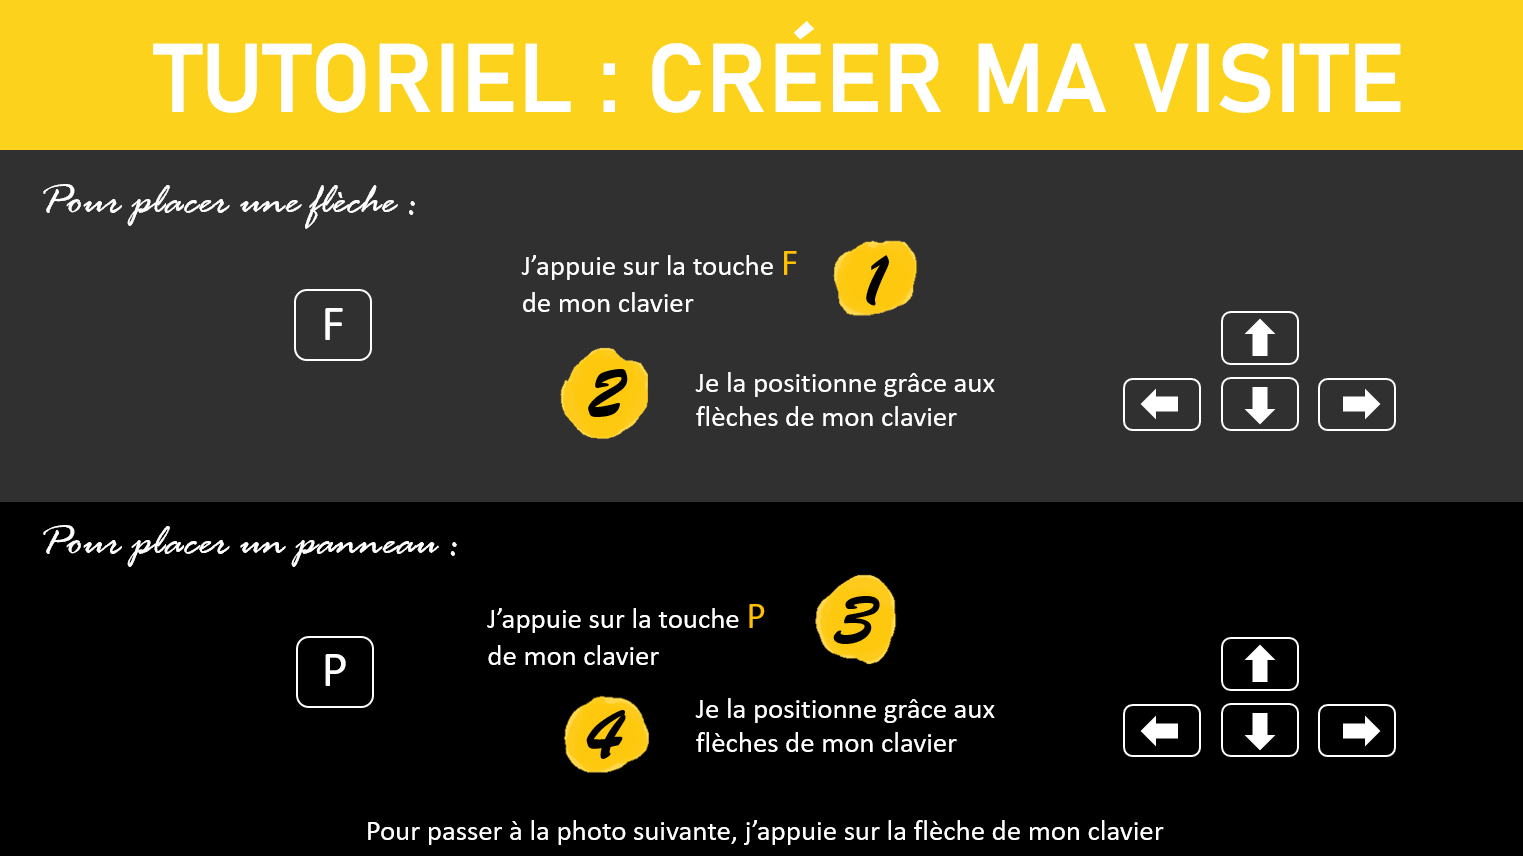 TUTORIEL : CRÉER MA VISITE
Pour placer une flèche :
J’appuie sur la touche F
de mon clavier
1
F
2
Je la positionne grâce aux
flèches de mon clavier
Pour placer un panneau :
J’appuie sur la touche P
de mon clavier
3
P
4
Je la positionne grâce aux
flèches de mon clavier
Pour passer à la photo suivante, j’appuie sur la flèche de mon clavier